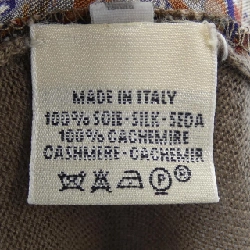 MADE IN ITALY
100% SOIE - SILK - SEDA
100% CACHEMIRE
CASHMERE - CACHEMIR
P